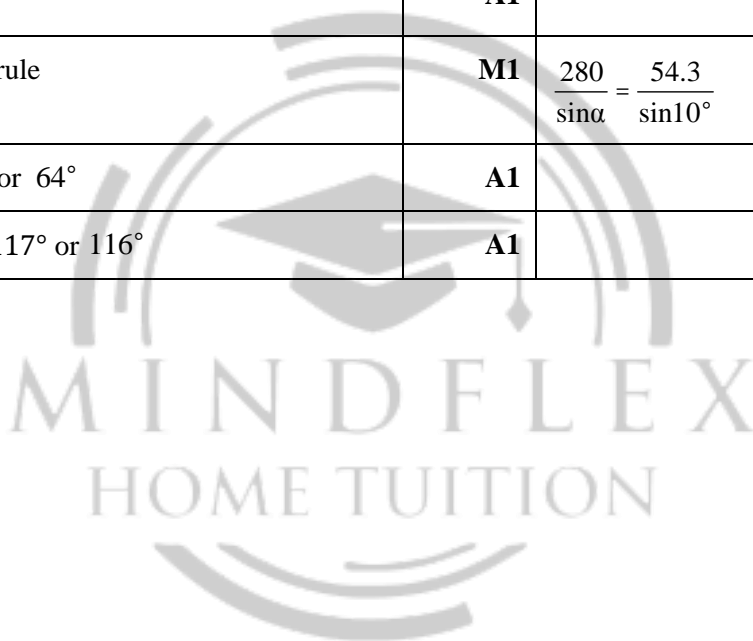 A1
rule M1 280/sinα = 54.3/sin10°
or 64° A1
117° or 116° A1
MINDFLEX
HOME TUITION